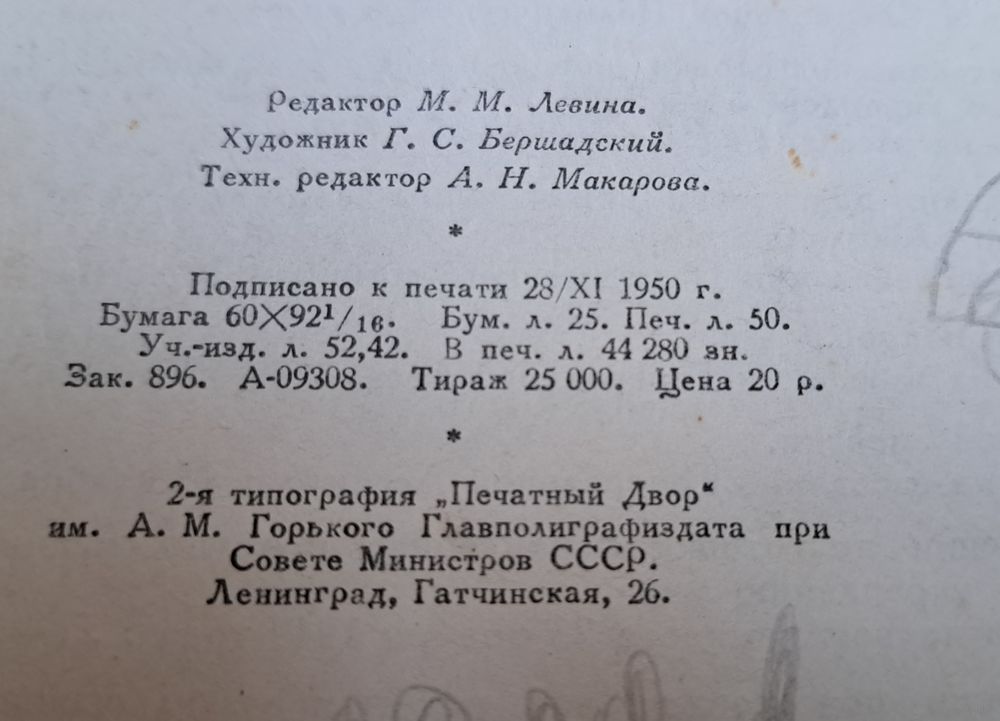 Редактор М. М. Левина.
Художник Г. С. Бершадский.
Техн. редактор А. Н. Макарова.
*
Подписано к печати 28/XI 1950 г.
Бумага 60×92¹/₁₆. Бум. л. 25. Печ. л. 50.
Уч.-изд. л. 52,42. В печ. л. 44 280 зн.
Зак. 896. А-09308. Тираж 25 000. Цена 20 р.
*
2-я типография „Печатный Двор“
им. А. М. Горького Главполиграфиздата при
Совете Министров СССР.
Ленинград, Гатчинская, 26.